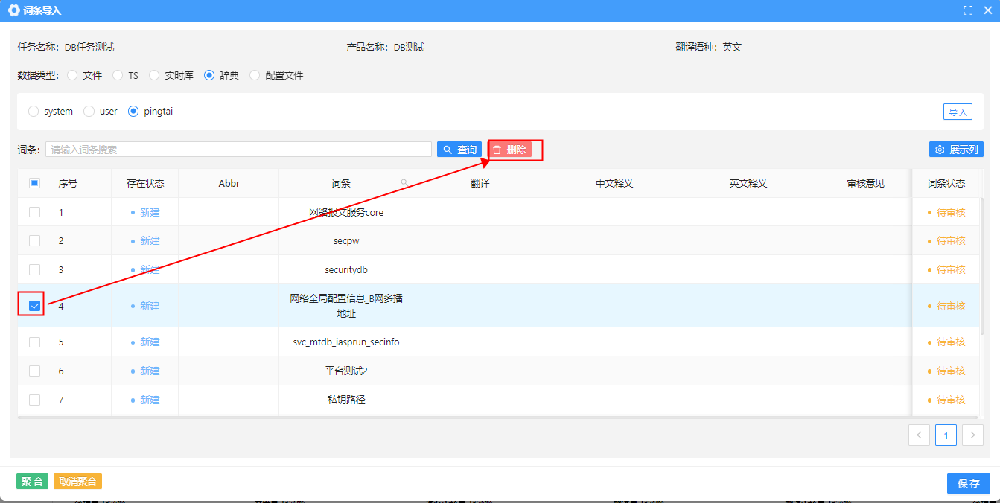 词条导入
任务名称: DB任务测试 产品名称: DB测试 翻译语种: 英文
数据类型: 文件 TS 实时库 辞典 配置文件
system user pingtai 导入
词条: 请输入词条搜索 查询 删除 展示列
序号 存在状态 Abbr 词条 翻译 中文释义 英文释义 审核意见 词条状态
1 新建 网络报文服务core 待审核
2 新建 secpw 待审核
3 新建 securitydb 待审核
4 新建 网络全局配置信息_B网多播 待审核
地址
5 新建 svc_mtdb_iasprun_secinfo 待审核
6 新建 平台测试2 待审核
7 新建 私钥路径 待审核
< 1 >
聚合 取消聚合 保存